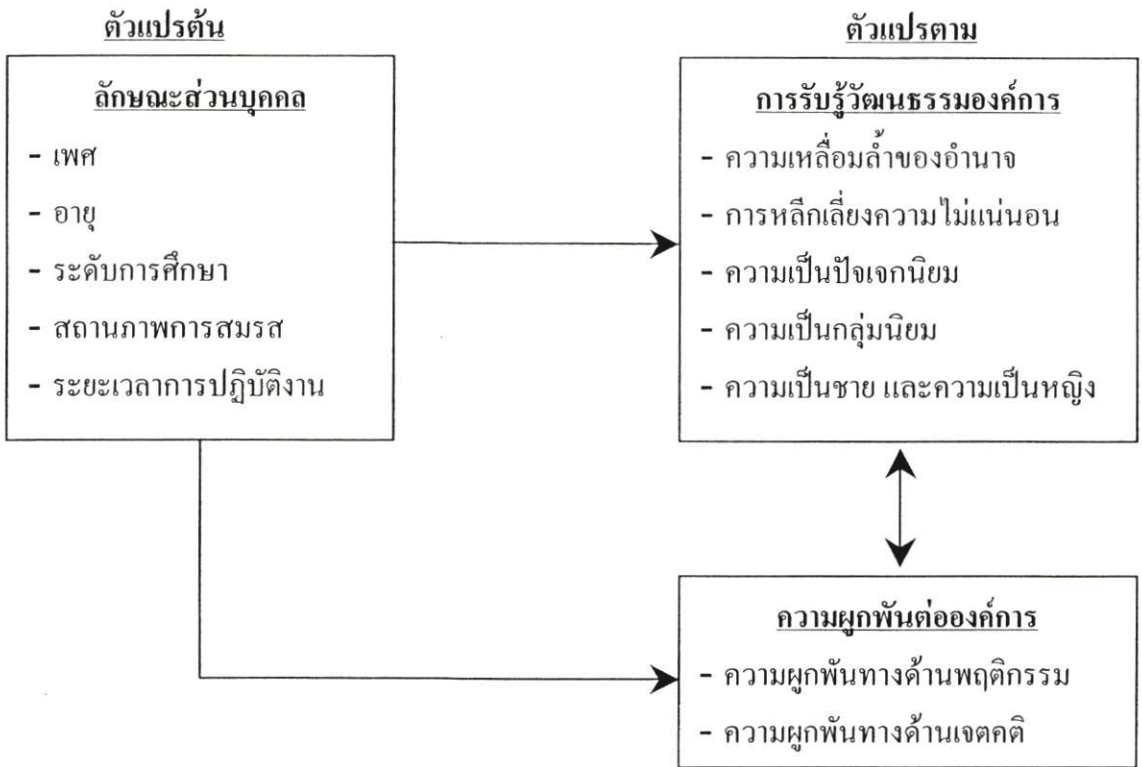 ตัวแปรต้น
ลักษณะส่วนบุคคล
- เพศ
- อายุ
- ระดับการศึกษา
- สถานภาพการสมรส
- ระยะเวลาการปฏิบัติงาน
ตัวแปรตาม
การรับรู้วัฒนธรรมองค์การ
- ความเหลื่อมล้ำของอำนาจ
- การหลีกเลี่ยงความไม่แน่นอน
- ความเป็นปัจเจกนิยม
- ความเป็นกลุ่มนิยม
- ความเป็นชาย และความเป็นหญิง
ความผูกพันต่อองค์การ
- ความผูกพันทางด้านพฤติกรรม
- ความผูกพันทางด้านเจตคติ